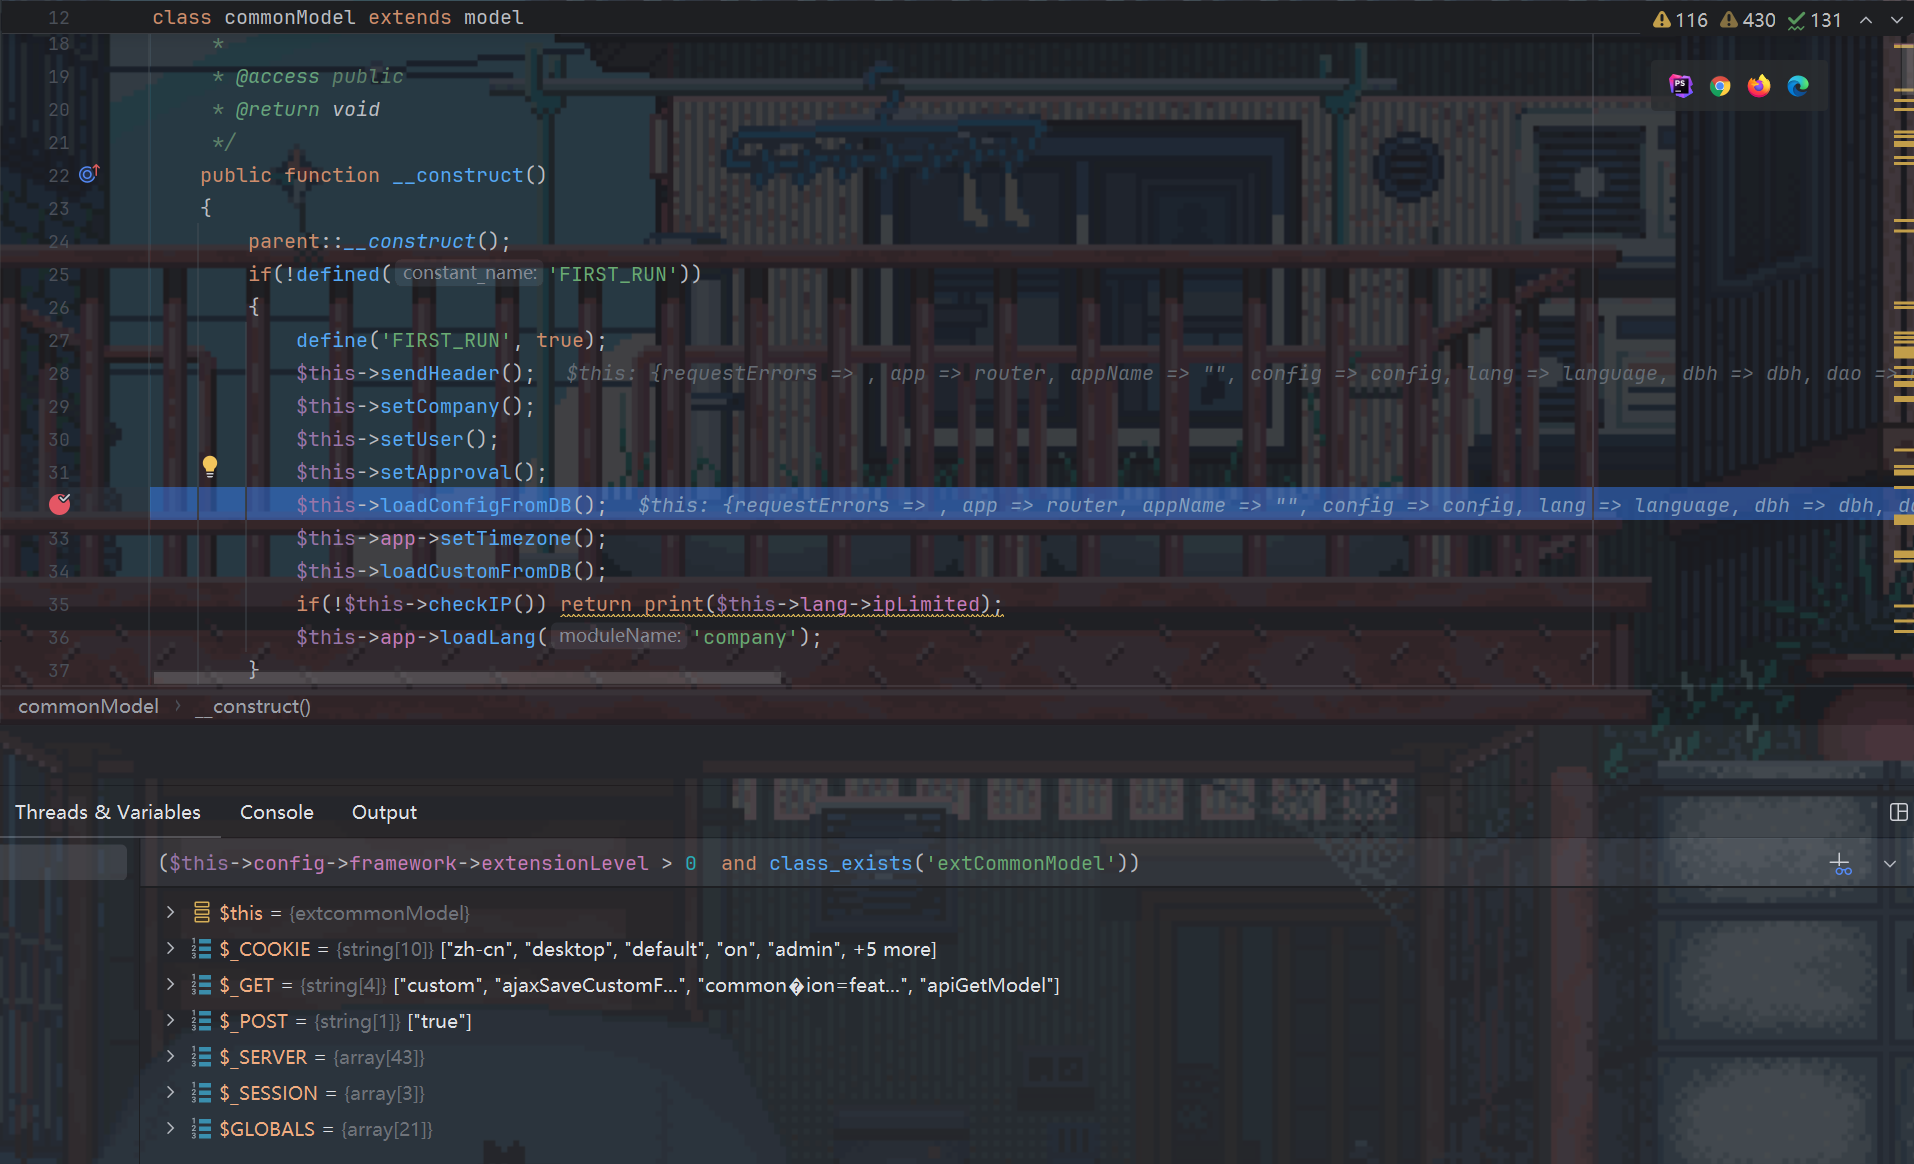 12 class commonModel extends model
116 430 131
18 *
19 * @access public
20 * @return void
21 */
22 public function __construct()
23 {
24 parent::__construct();
25 if(!defined( constant_name: 'FIRST_RUN'))
26 {
27 define('FIRST_RUN', true);
28 $this->sendHeader(); $this: {requestErrors => , app => router, appName => "", config => config, lang => language, dbh => dbh, dao =>
29 $this->setCompany();
30 $this->setUser();
31 $this->setApproval();
$this->loadConfigFromDB(); $this: {requestErrors => , app => router, appName => "", config => config, lang => language, dbh => dbh, d
33 $this->app->setTimezone();
34 $this->loadCustomFromDB();
35 if(!$this->checkIP()) return print($this->lang->ipLimited);
36 $this->app->loadLang( moduleName: 'company');
37 }
commonModel › __construct()
Threads & Variables Console Output
($this->config->framework->extensionLevel > 0 and class_exists('extCommonModel'))
$this = {extcommonModel}
$_COOKIE = {string[10]} ["zh-cn", "desktop", "default", "on", "admin", +5 more]
$_GET = {string[4]} ["custom", "ajaxSaveCustomF...", "common�ion=feat...", "apiGetModel"]
$_POST = {string[1]} ["true"]
$_SERVER = {array[43]}
$_SESSION = {array[3]}
$GLOBALS = {array[21]}